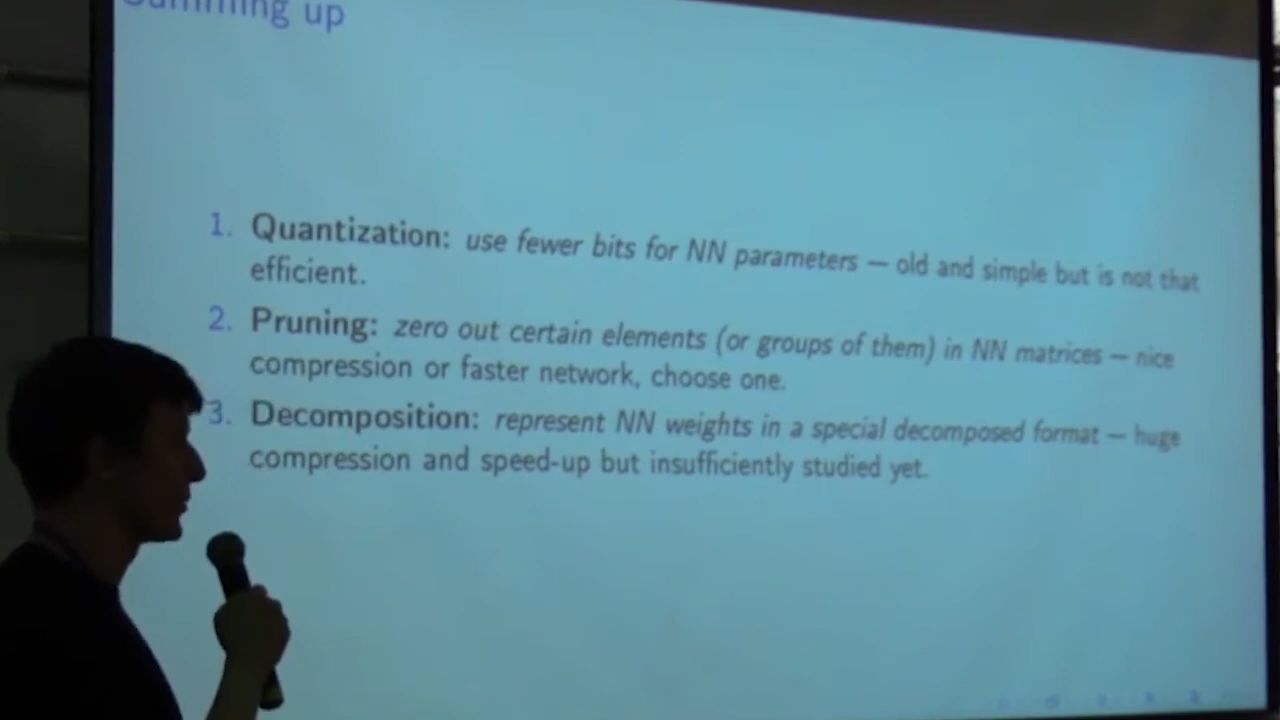 Summing up
1. Quantization: use fewer bits for NN parameters — old and simple but is not that
efficient.
2. Pruning: zero out certain elements (or groups of them) in NN matrices — nice
compression or faster network, choose one.
3. Decomposition: represent NN weights in a special decomposed format — huge
compression and speed-up but insufficiently studied yet.